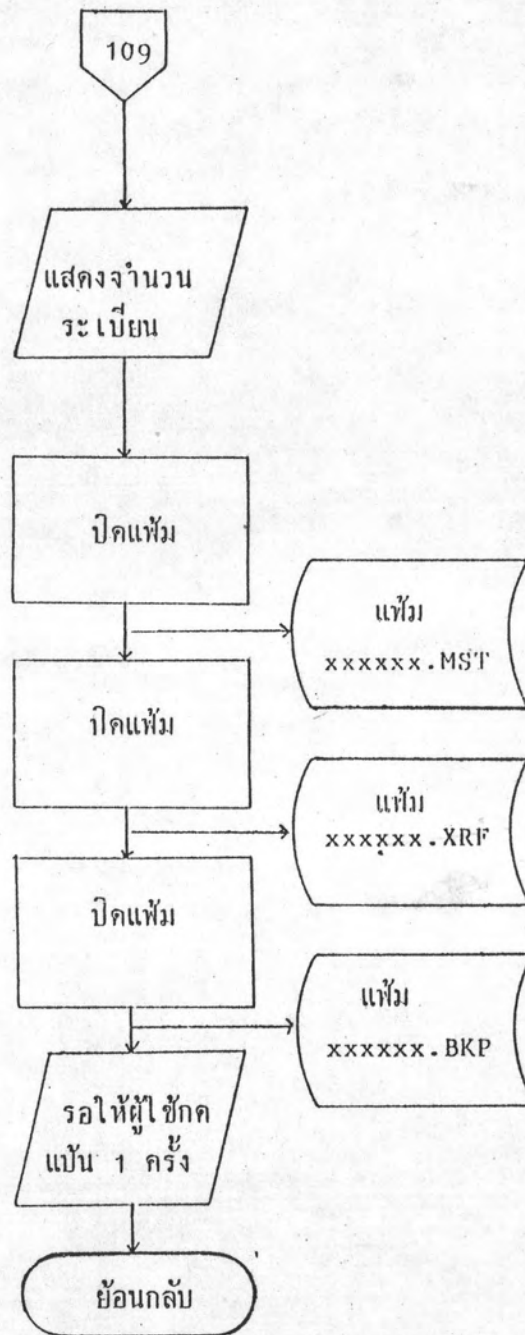 109
แสดงจำนวน
ระเบียน
ปิดแฟ้ม
แฟ้ม
xxxxxx.MST
ปิดแฟ้ม
แฟ้ม
xxxxxx.XRF
ปิดแฟ้ม
แฟ้ม
xxxxxx.BKP
รอให้ผู้ใช้กด
แป้น 1 ครั้ง
ย้อนกลับ